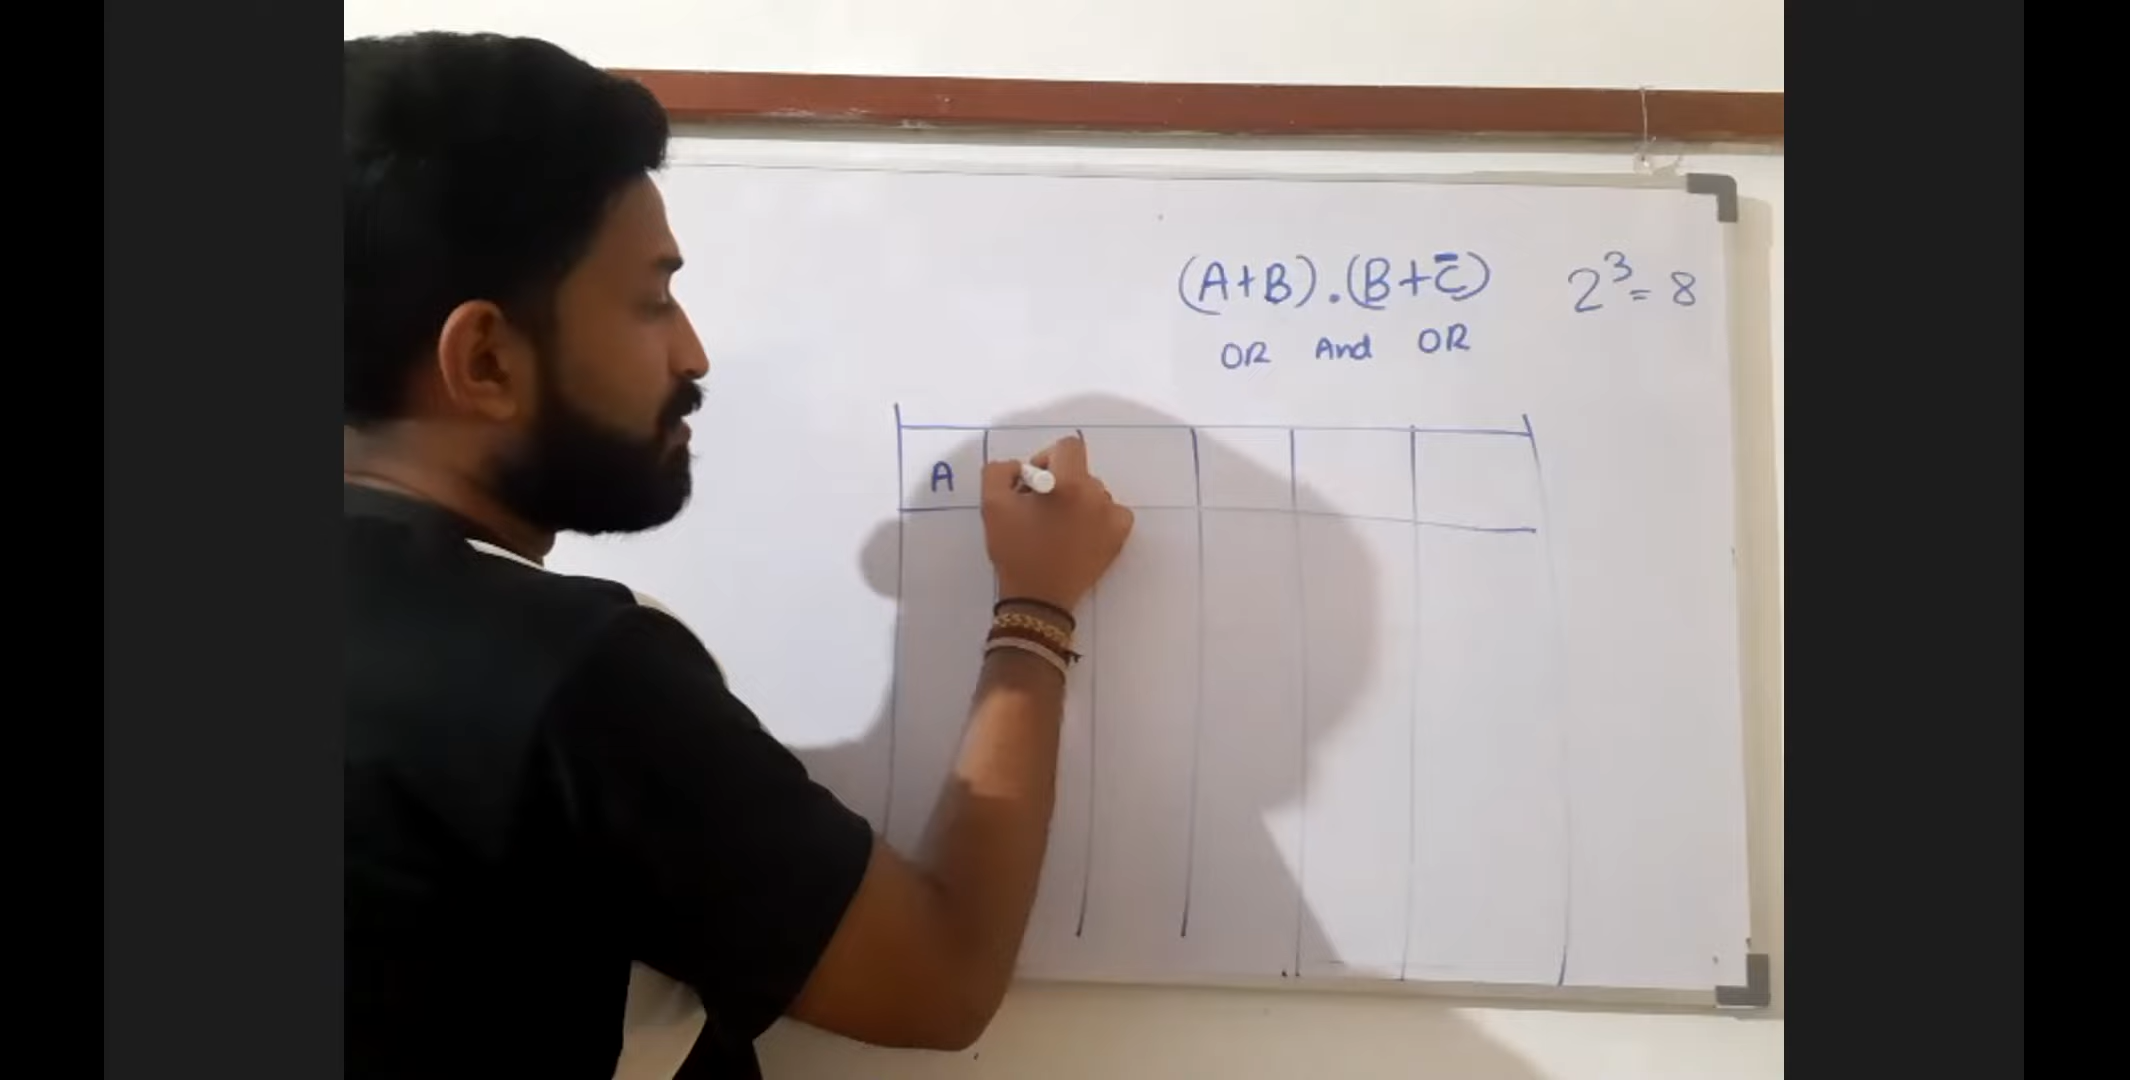 (A+B).(B+C̄) 2³=8
OR And OR
A